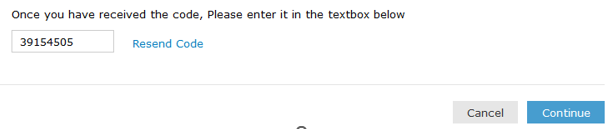 Once you have received the code, Please enter it in the textbox below
39154505 Resend Code
Cancel Continue